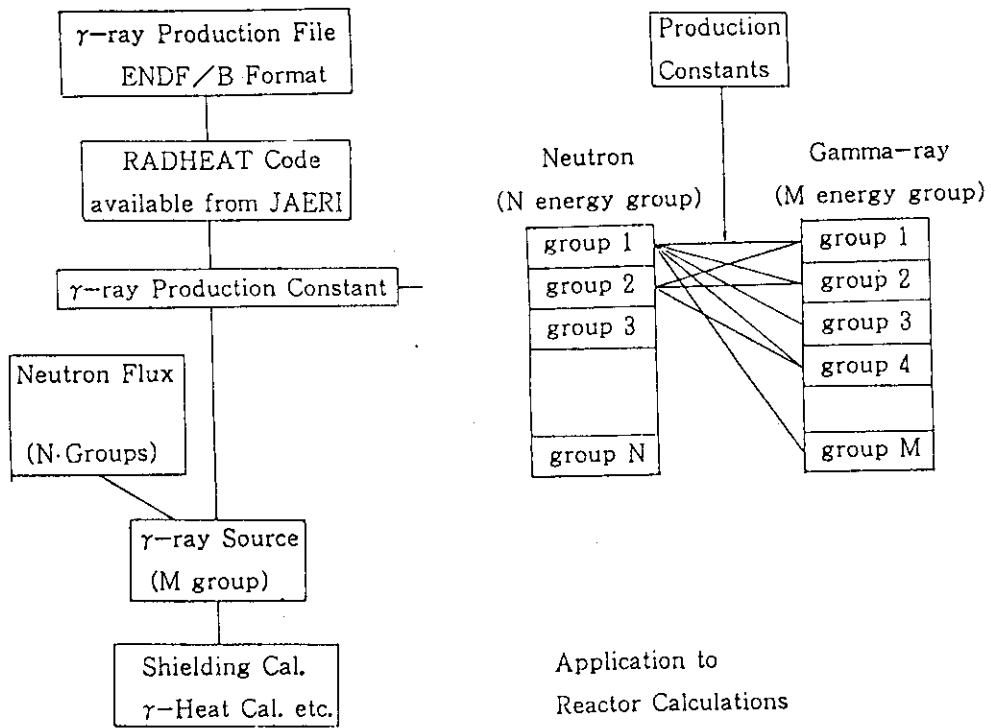 γ-ray Production File
ENDF/B Format
RADHEAT Code
available from JAERI
γ-ray Production Constant
Neutron Flux
(N·Groups)
γ-ray Source
(M group)
Shielding Cal.
γ-Heat Cal. etc.
Production
Constants
Neutron
(N energy group)
group 1
group 2
group 3
group N
Gamma-ray
(M energy group)
group 1
group 2
group 3
group 4
group M
Application to
Reactor Calculations